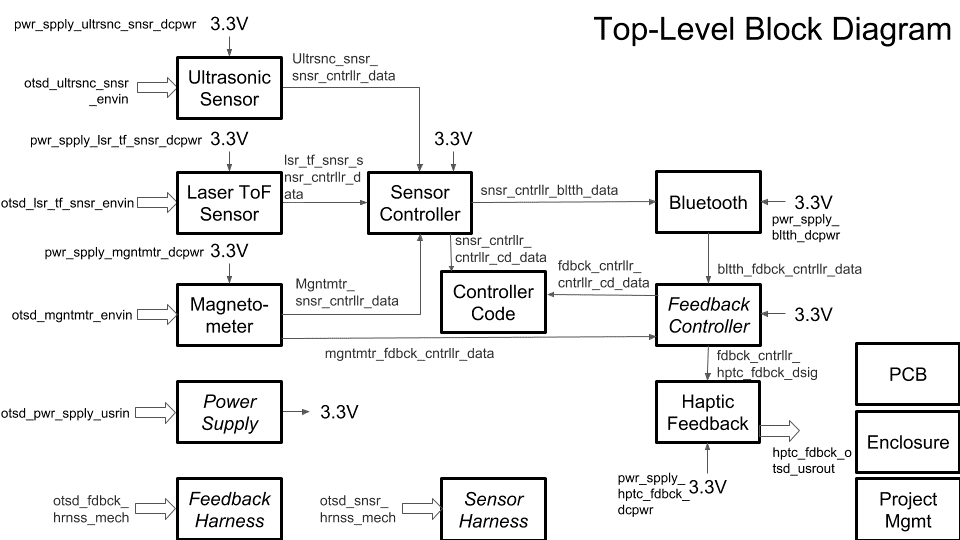 Top-Level Block Diagram
pwr_spply_ultrsnc_snsr_dcpwr 3.3V
otsd_ultrsnc_snsr
_envin
Ultrasonic
Sensor
Ultrsnc_snsr_
snsr_cntrllr_data
pwr_spply_lsr_tf_snsr_dcpwr 3.3V
otsd_lsr_tf_snsr_envin
Laser ToF
Sensor
lsr_tf_snsr_s
nsr_cntrllr_d
ata
3.3V
Sensor
Controller
snsr_cntrllr_bltth_data
Bluetooth
3.3V
pwr_spply_
bltth_dcpwr
pwr_spply_mgntmtr_dcpwr 3.3V
otsd_mgntmtr_envin
Magneto-
meter
Mgntmtr_
snsr_cntrllr_data
snsr_cntrllr_
cntrllr_cd_data
Controller
Code
fdbck_cntrllr_
cntrllr_cd_data
bltth_fdbck_cntrllr_data
Feedback
Controller
3.3V
mgntmtr_fdbck_cntrllr_data
fdbck_cntrllr_
hptc_fdbck_dsig
otsd_pwr_spply_usrin
Power
Supply
3.3V
Haptic
Feedback
hptc_fdbck_o
tsd_usrout
pwr_spply_
hptc_fdbck_
dcpwr
3.3V
PCB
Enclosure
Project
Mgmt
otsd_fdbck_
hrnss_mech
Feedback
Harness
otsd_snsr_
hrnss_mech
Sensor
Harness